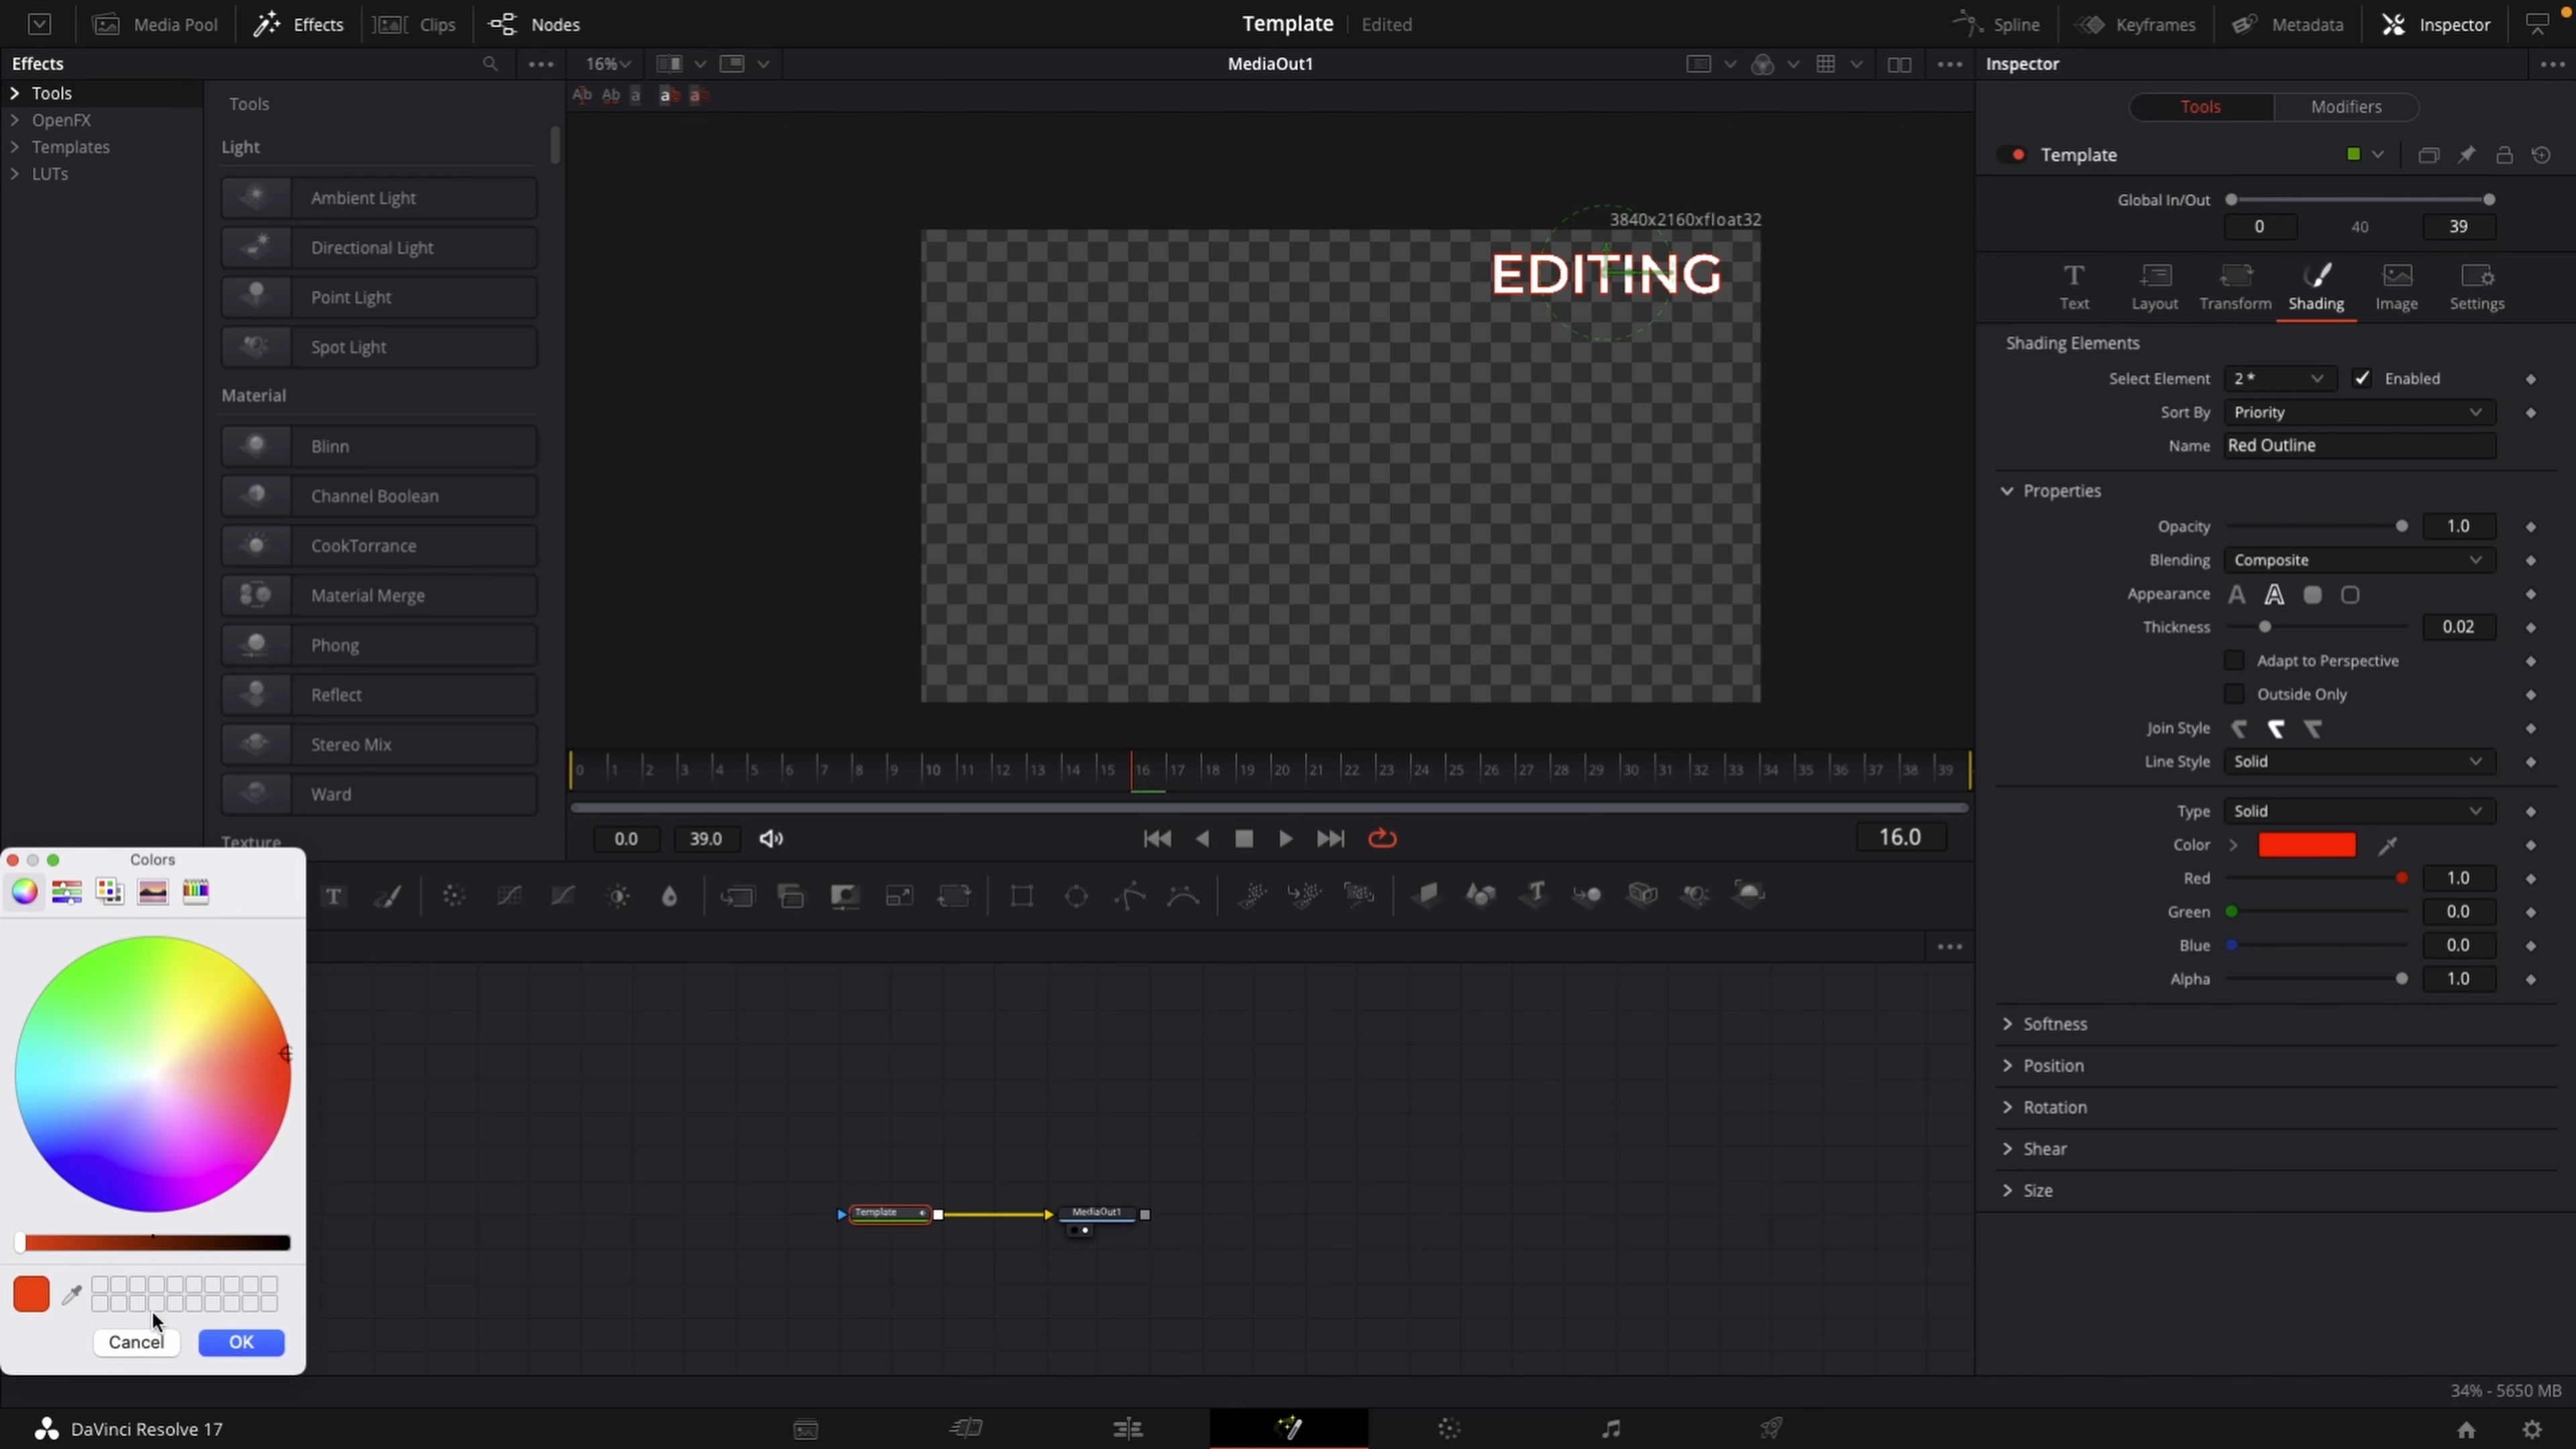 Media Pool
Effects
Clips
Nodes
Template
Edited
Spline
Keyframes
Metadata
Inspector
Effects
16%
MediaOut1
Inspector
Tools
OpenFX
Templates
LUTs
Tools
Light
Ambient Light
Directional Light
Point Light
Spot Light
Material
Blinn
Channel Boolean
CookTorrance
Material Merge
Phong
Reflect
Stereo Mix
Ward
Texture
3840x2160xfloat32
EDITING
0 1 2 3 4 5 6 7 8 9 10 11 12 13 14 15 16 17 18 19 20 21 22 23 24 25 26 27 28 29 30 31 32 33 34 35 36 37 38 39
0.0
39.0
16.0
Tools
Modifiers
Template
Global In/Out
0
40
39
Text
Layout
Transform
Shading
Image
Settings
Shading Elements
Select Element 2 * Enabled
Sort By Priority
Name Red Outline
Properties
Opacity 1.0
Blending Composite
Appearance
Thickness 0.02
Adapt to Perspective
Outside Only
Join Style
Line Style Solid
Type Solid
Color
Red 1.0
Green 0.0
Blue 0.0
Alpha 1.0
Softness
Position
Rotation
Shear
Size
Colors
Cancel
OK
Template
MediaOut1
34% - 5650 MB
DaVinci Resolve 17